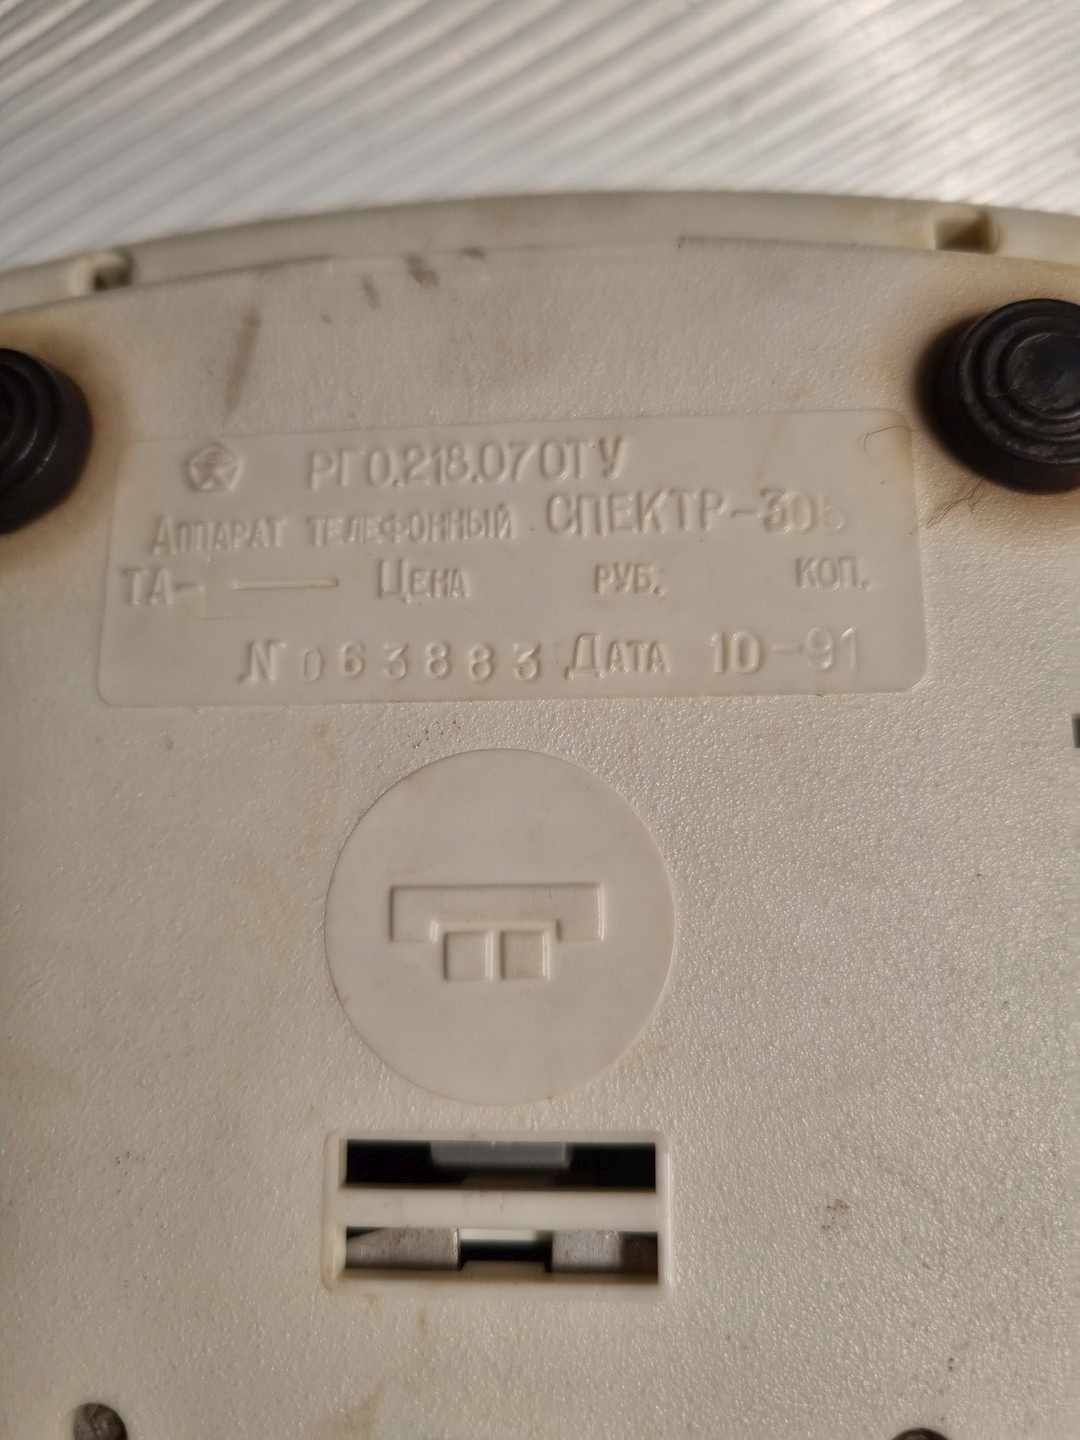 РГ0.218.070ТУ
Аппарат телефонный СПЕКТР-305
ТА- — Цена руб. коп.
№ 063883 Дата 10-91